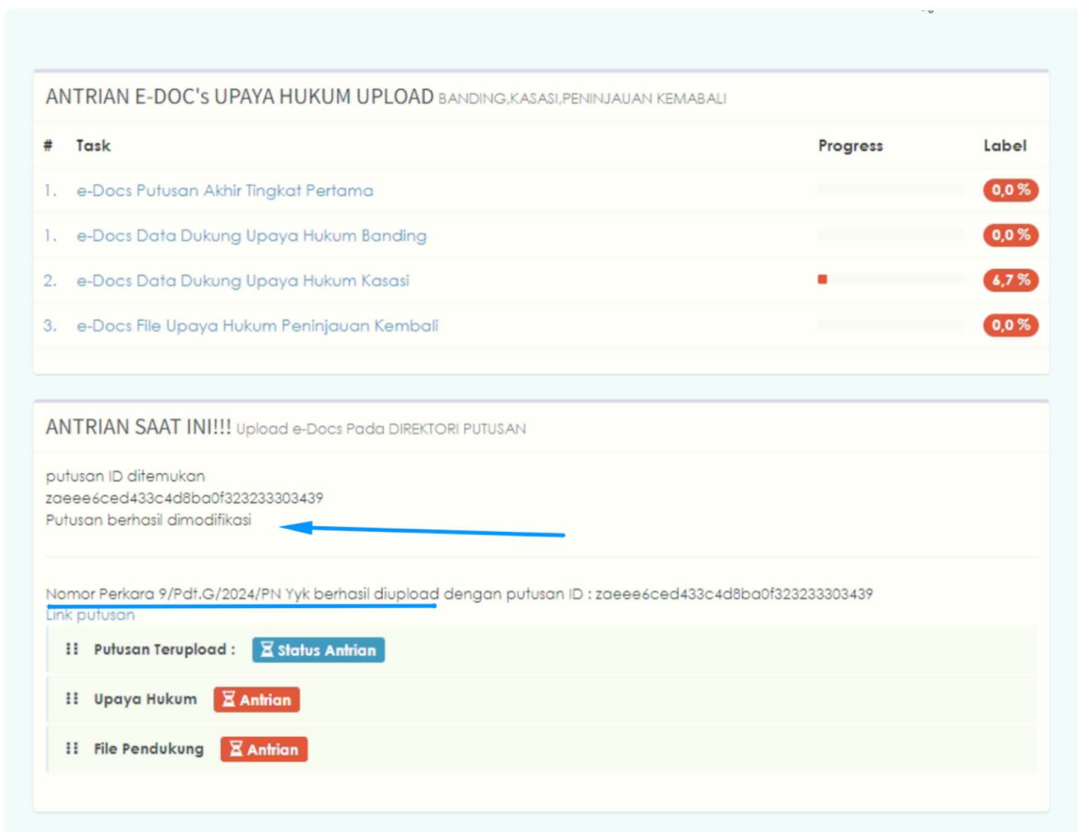 ANTRIAN E-DOC's UPAYA HUKUM UPLOAD BANDING,KASASI,PENINJAUAN KEMABALI
# Task Progress Label
1. e-Docs Putusan Akhir Tingkat Pertama 0,0 %
1. e-Docs Data Dukung Upaya Hukum Banding 0,0 %
2. e-Docs Data Dukung Upaya Hukum Kasasi 6,7 %
3. e-Docs File Upaya Hukum Peninjauan Kembali 0,0 %
ANTRIAN SAAT INI!!! Upload e-Docs Pada DIREKTORI PUTUSAN
putusan ID ditemukan
zaeee6ced433c4d8ba0f323233303439
Putusan berhasil dimodifikasi
Nomor Perkara 9/Pdt.G/2024/PN Yyk berhasil diupload dengan putusan ID : zaeee6ced433c4d8ba0f323233303439
Link putusan
Putusan Terupload : Status Antrian
Upaya Hukum Antrian
File Pendukung Antrian